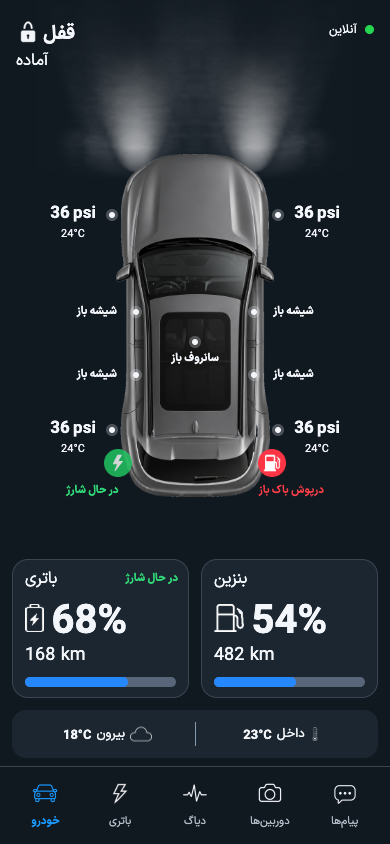 آنلاین
قفل
آماده
36 psi
24°C
36 psi
24°C
شیشه باز
شیشه باز
سانروف باز
شیشه باز
شیشه باز
36 psi
24°C
36 psi
24°C
درپوش باک باز
در حال شارژ
بنزین
54%
482 km
باتری
در حال شارژ
68%
168 km
داخل 23°C
بیرون 18°C
پیام‌ها
دوربین‌ها
دیاگ
باتری
خودرو